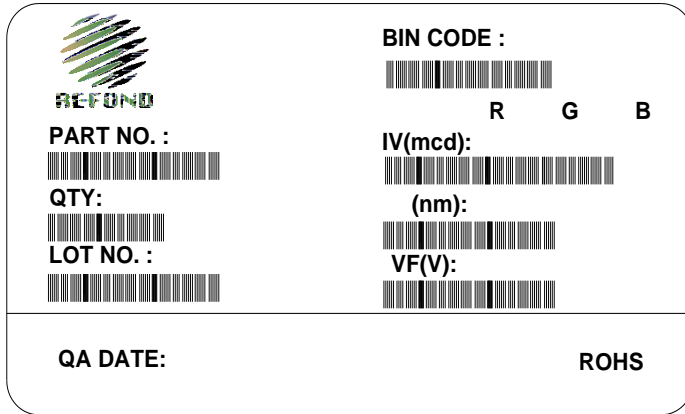 REFOND
BIN CODE :
R G B
PART NO. :
IV(mcd):
QTY:
(nm):
LOT NO. :
VF(V):
QA DATE:
ROHS